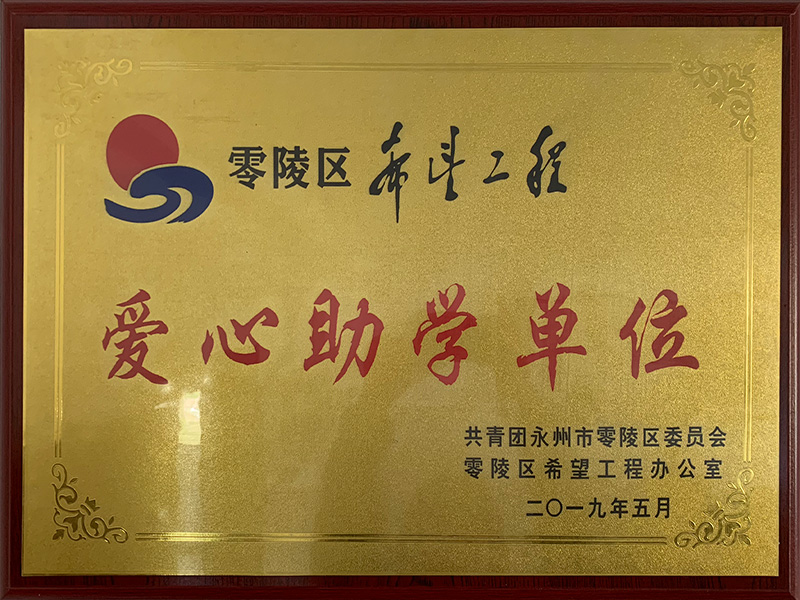 零陵区 希望工程
爱心助学单位
共青团永州市零陵区委员会
零陵区希望工程办公室
二〇一九年五月